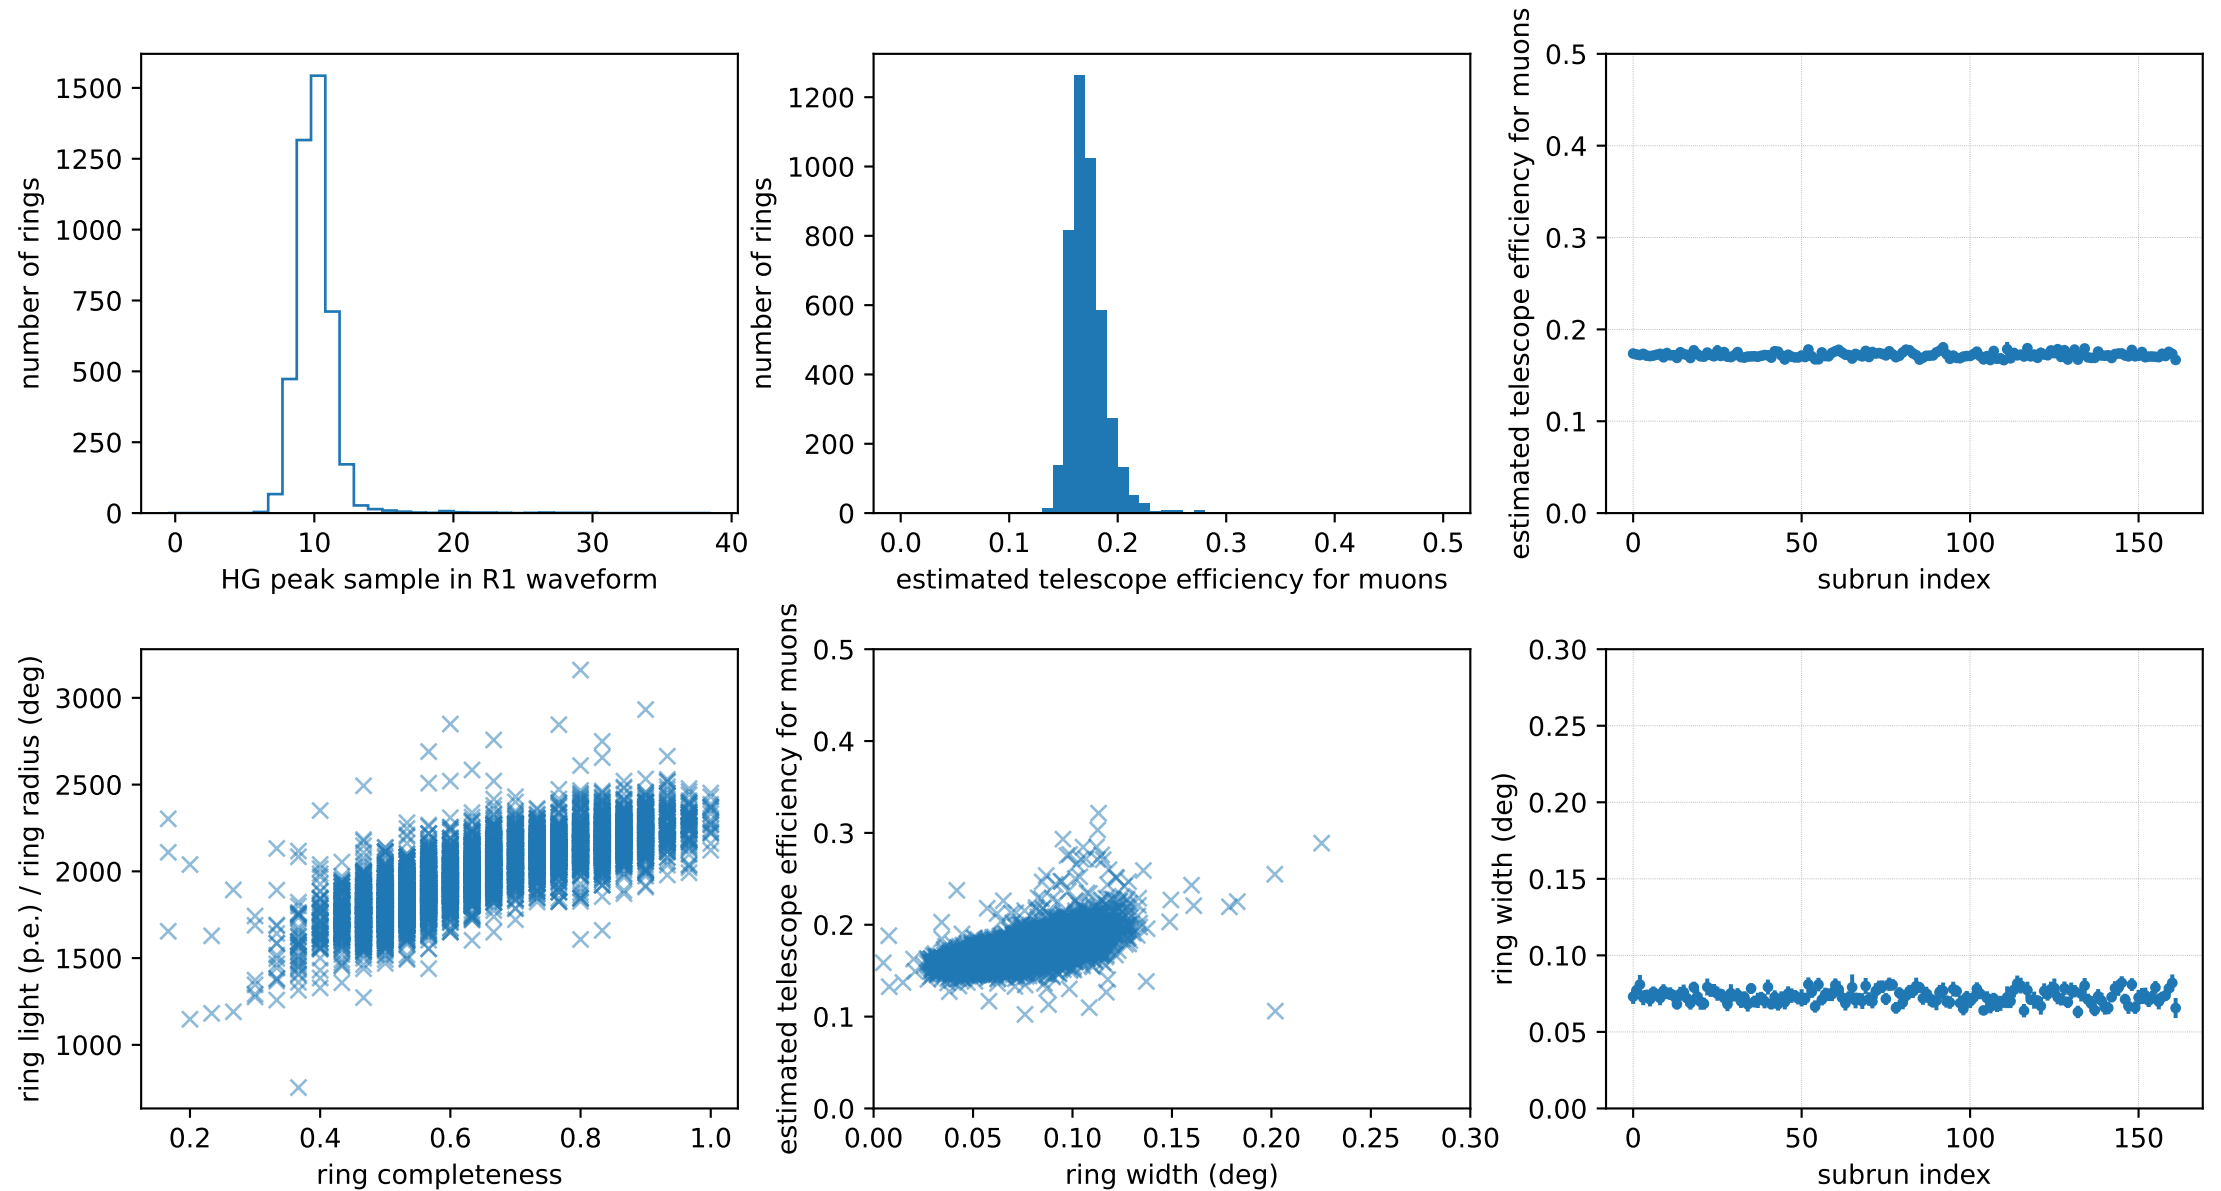 number of rings
1500
1250
1000
750
500
250
0
0 10 20 30 40
HG peak sample in R1 waveform
number of rings
1200
1000
800
600
400
200
0
0.0 0.1 0.2 0.3 0.4 0.5
estimated telescope efficiency for muons
estimated telescope efficiency for muons
0.5
0.4
0.3
0.2
0.1
0.0
0 50 100 150
subrun index
ring light (p.e.) / ring radius (deg)
3000
2500
2000
1500
1000
0.2 0.4 0.6 0.8 1.0
ring completeness
estimated telescope efficiency for muons
0.5
0.4
0.3
0.2
0.1
0.0
0.00 0.05 0.10 0.15 0.20 0.25 0.30
ring width (deg)
ring width (deg)
0.30
0.25
0.20
0.15
0.10
0.05
0.00
0 50 100 150
subrun index